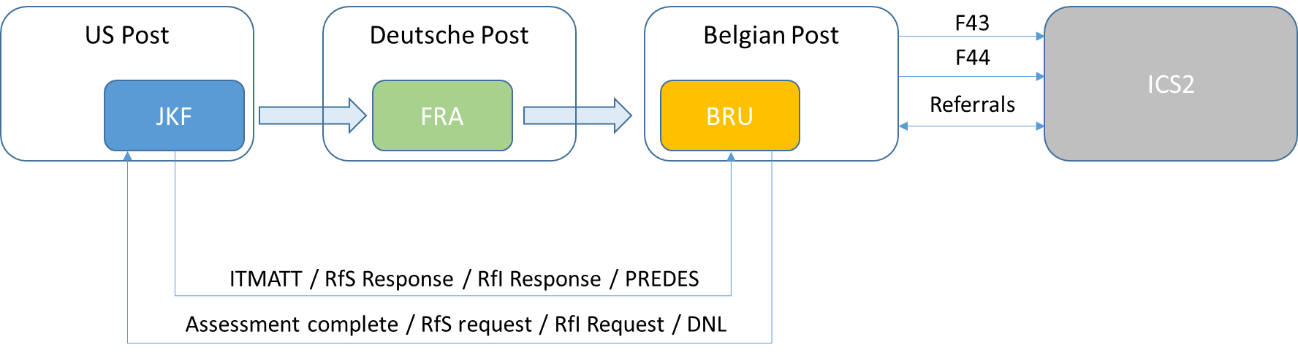 US Post
Deutsche Post
Belgian Post
F43
F44
Referrals
ICS2
JKF
FRA
BRU
ITMATT / RfS Response / RfI Response / PREDES
Assessment complete / RfS request / RfI Request / DNL